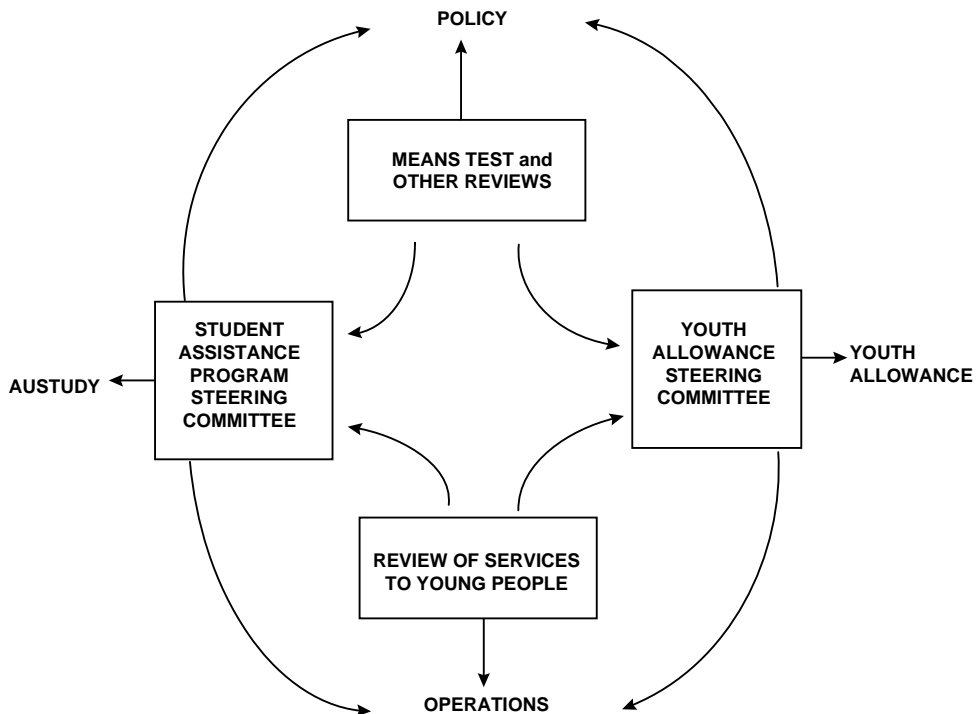 POLICY
MEANS TEST and
OTHER REVIEWS
STUDENT
ASSISTANCE
PROGRAM
STEERING
COMMITTEE
YOUTH
ALLOWANCE
STEERING
COMMITTEE
AUSTUDY
YOUTH
ALLOWANCE
REVIEW OF SERVICES
TO YOUNG PEOPLE
OPERATIONS